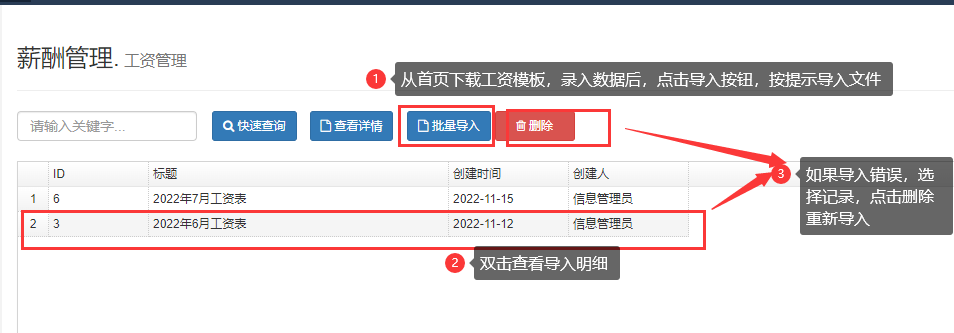 薪酬管理. 工资管理
1 从首页下载工资模板，录入数据后，点击导入按钮，按提示导入文件
请输入关键字... 快速查询 查看详情 批量导入 删除
ID 标题 创建时间 创建人
1 6 2022年7月工资表 2022-11-15 信息管理员
2 3 2022年6月工资表 2022-11-12 信息管理员
3 如果导入错误，选
择记录，点击删除
重新导入
2 双击查看导入明细